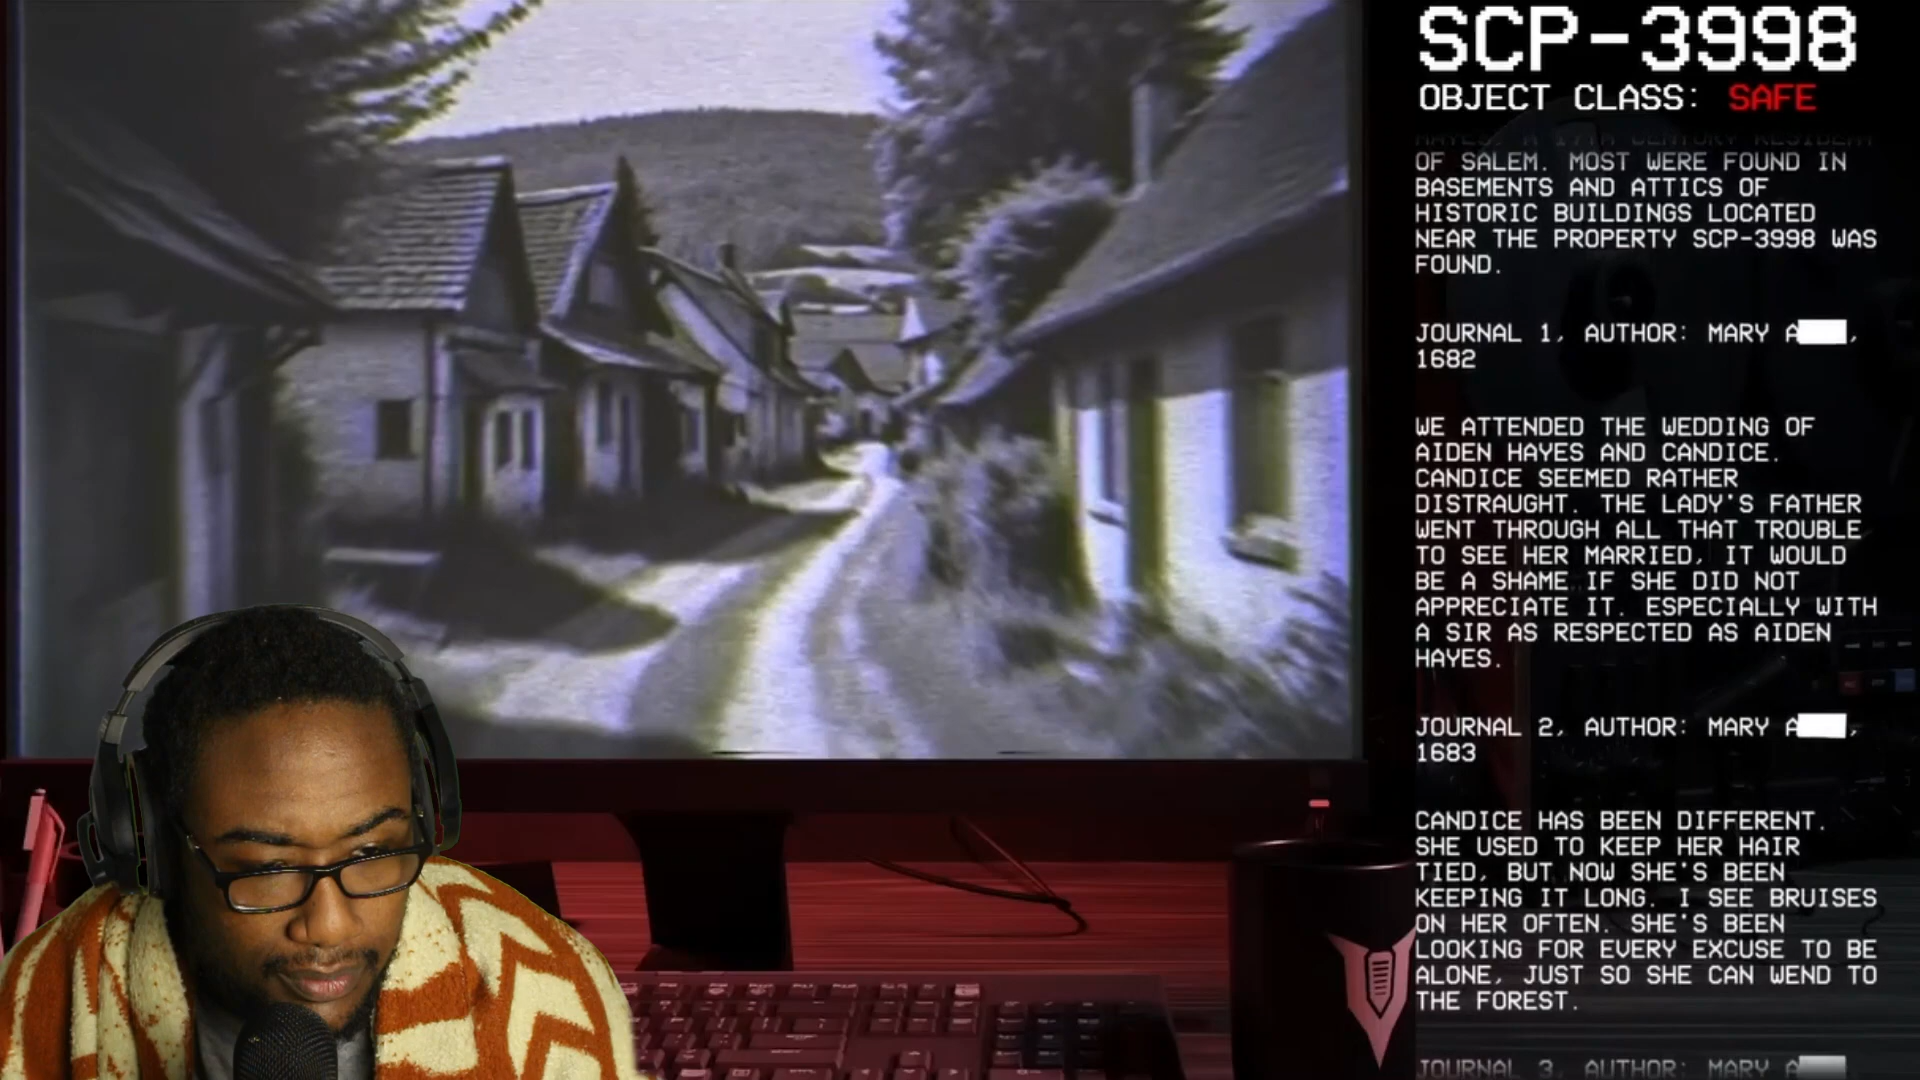 SCP-3998
OBJECT CLASS: SAFE
HAYES. A 17TH CENTURY RESIDENT
OF SALEM. MOST WERE FOUND IN
BASEMENTS AND ATTICS OF
HISTORIC BUILDINGS LOCATED
NEAR THE PROPERTY SCP-3998 WAS
FOUND.
JOURNAL 1, AUTHOR: MARY A
1682
WE ATTENDED THE WEDDING OF
AIDEN HAYES AND CANDICE.
CANDICE SEEMED RATHER
DISTRAUGHT. THE LADY'S FATHER
WENT THROUGH ALL THAT TROUBLE
TO SEE HER MARRIED, IT WOULD
BE A SHAME IF SHE DID NOT
APPRECIATE IT. ESPECIALLY WITH
A SIR AS RESPECTED AS AIDEN
HAYES.
JOURNAL 2, AUTHOR: MARY A
1683
CANDICE HAS BEEN DIFFERENT.
SHE USED TO KEEP HER HAIR
TIED, BUT NOW SHE'S BEEN
KEEPING IT LONG. I SEE BRUISES
ON HER OFTEN. SHE'S BEEN
LOOKING FOR EVERY EXCUSE TO BE
ALONE, JUST SO SHE CAN WEND TO
THE FOREST.
JOURNAL 3, AUTHOR: MARY A